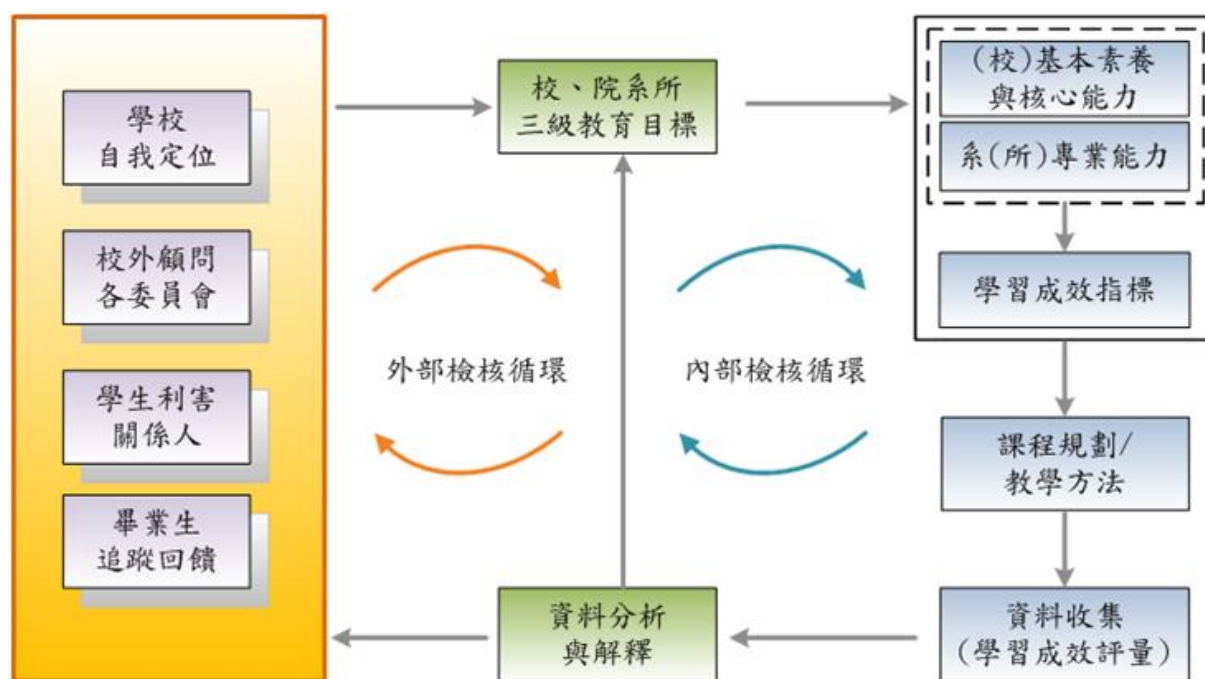 學校
自我定位
校外顧問
各委員會
學生利害
關係人
畢業生
追蹤回饋
校、院系所
三級教育目標
外部檢核循環
內部檢核循環
資料分析
與解釋
(校)基本素養
與核心能力
系(所)專業能力
學習成效指標
課程規劃/
教學方法
資料收集
(學習成效評量)